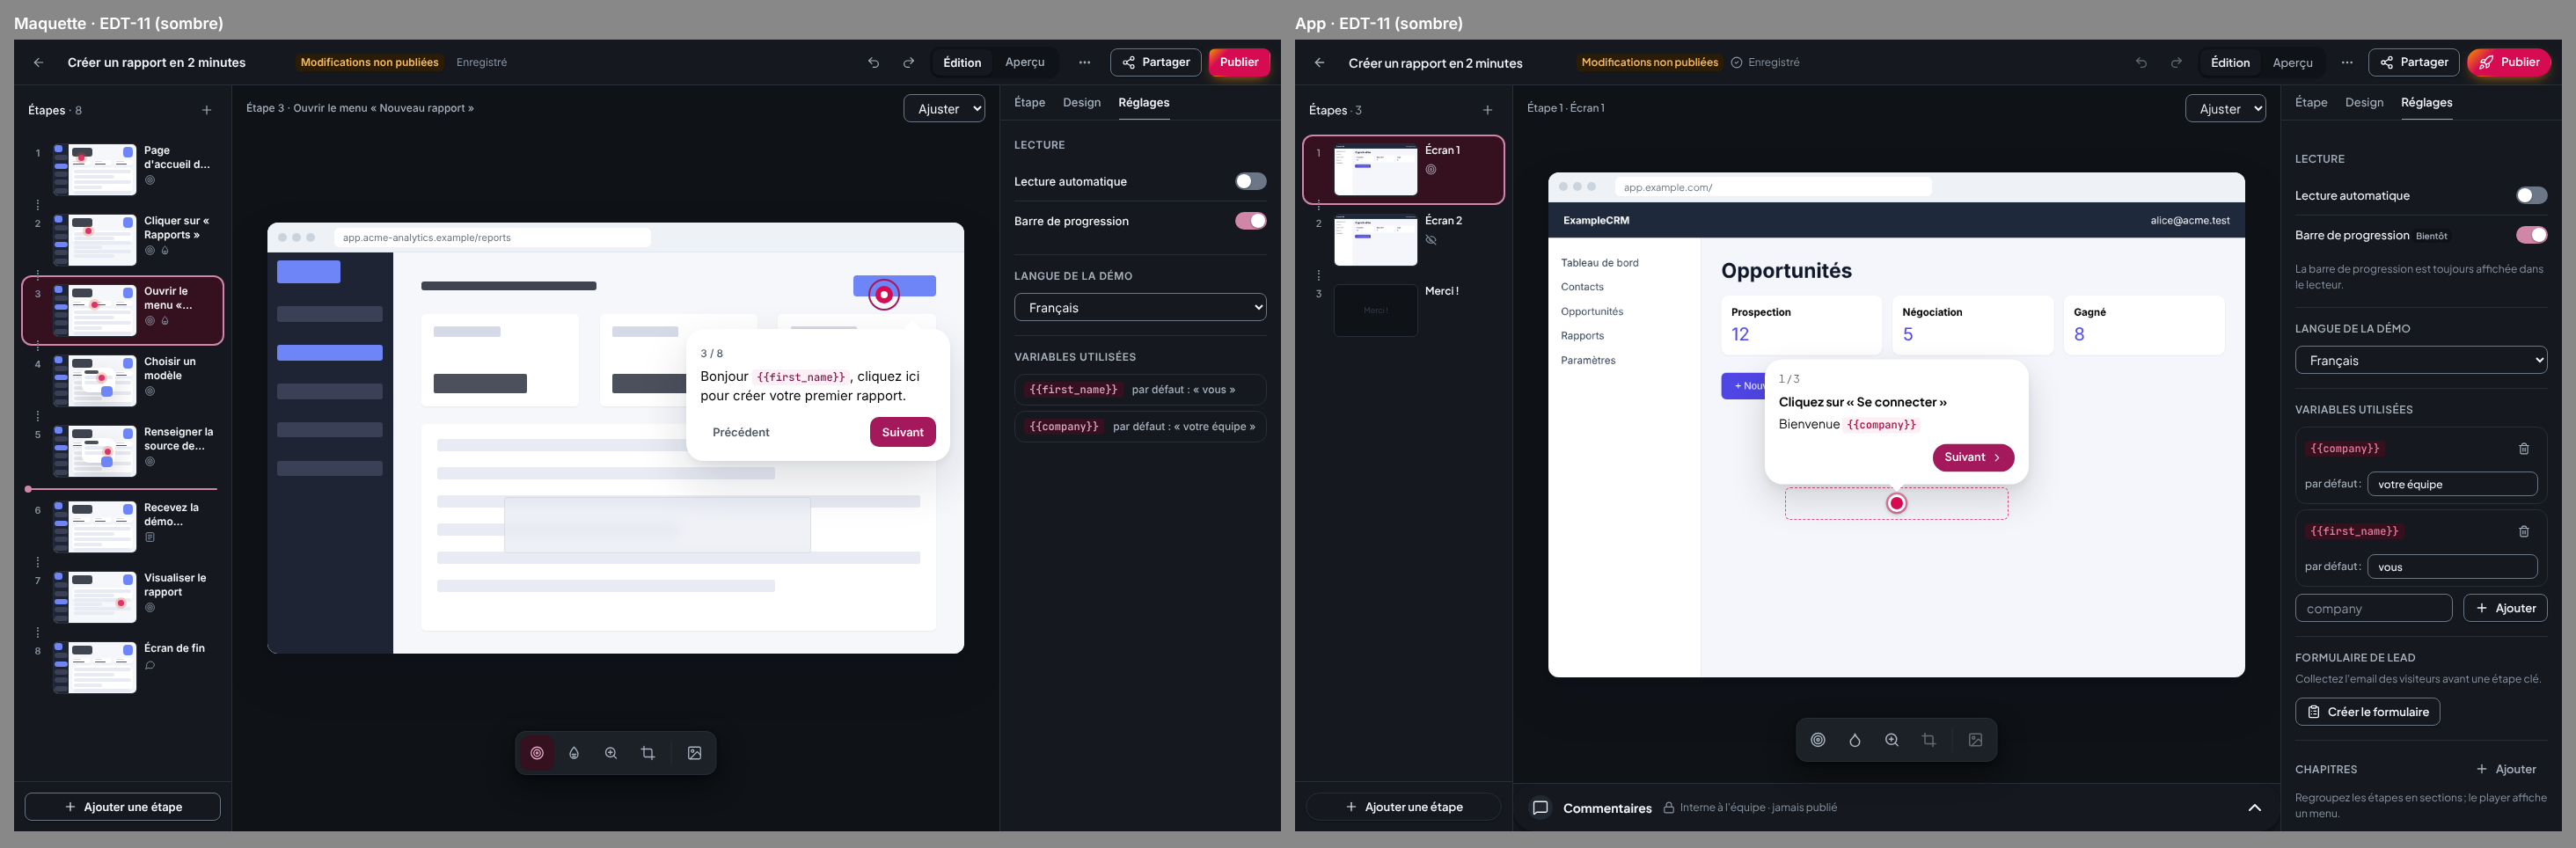 Maquette · EDT-11 (sombre)
Créer un rapport en 2 minutes
Modifications non publiées
Enregistré
Édition
Aperçu
Partager
Publier
Étapes · 8
1
Page d'accueil d...
2
Cliquer sur « Rapports »
3
Ouvrir le menu «...
4
Choisir un modèle
5
Renseigner la source de...
6
Recevez la démo...
7
Visualiser le rapport
8
Écran de fin
Ajouter une étape
Étape 3 · Ouvrir le menu « Nouveau rapport »
Ajuster
app.acme-analytics.example/reports
3 / 8
Bonjour {{first_name}}, cliquez ici
pour créer votre premier rapport.
Précédent
Suivant
Étape
Design
Réglages
LECTURE
Lecture automatique
Barre de progression
LANGUE DE LA DÉMO
Français
VARIABLES UTILISÉES
{{first_name}} par défaut : « vous »
{{company}} par défaut : « votre équipe »
App · EDT-11 (sombre)
Créer un rapport en 2 minutes
Modifications non publiées
Enregistré
Édition
Aperçu
Partager
Publier
Étapes · 3
1
Écran 1
2
Écran 2
3
Merci !
Merci !
Ajouter une étape
Étape 1 · Écran 1
Ajuster
app.example.com/
ExampleCRM
alice@acme.test
Tableau de bord
Contacts
Opportunités
Rapports
Paramètres
Opportunités
Prospection
12
Négociation
5
Gagné
8
+ Nouv
1 / 3
Cliquez sur « Se connecter »
Bienvenue {{company}}
Suivant
Commentaires
Interne à l'équipe · jamais publié
Étape
Design
Réglages
LECTURE
Lecture automatique
Barre de progression Bientôt
La barre de progression est toujours affichée dans
le lecteur.
LANGUE DE LA DÉMO
Français
VARIABLES UTILISÉES
{{company}}
par défaut : votre équipe
{{first_name}}
par défaut : vous
company
Ajouter
FORMULAIRE DE LEAD
Collectez l'email des visiteurs avant une étape clé.
Créer le formulaire
CHAPITRES
Ajouter
Regroupez les étapes en sections ; le player affiche
un menu.